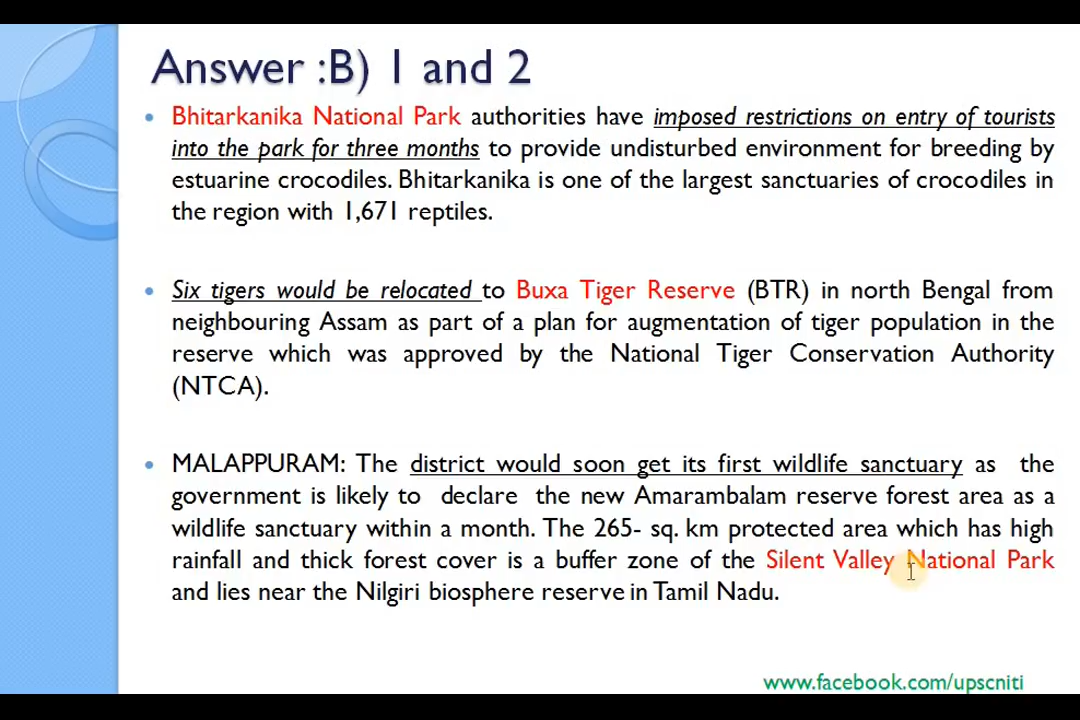 Answer :B) 1 and 2
• Bhitarkanika National Park authorities have imposed restrictions on entry of tourists
into the park for three months to provide undisturbed environment for breeding by
estuarine crocodiles. Bhitarkanika is one of the largest sanctuaries of crocodiles in
the region with 1,671 reptiles.
• Six tigers would be relocated to Buxa Tiger Reserve (BTR) in north Bengal from
neighbouring Assam as part of a plan for augmentation of tiger population in the
reserve which was approved by the National Tiger Conservation Authority
(NTCA).
• MALAPPURAM: The district would soon get its first wildlife sanctuary as the
government is likely to declare the new Amarambalam reserve forest area as a
wildlife sanctuary within a month. The 265- sq. km protected area which has high
rainfall and thick forest cover is a buffer zone of the Silent Valley National Park
and lies near the Nilgiri biosphere reserve in Tamil Nadu.
www.facebook.com/upscniti